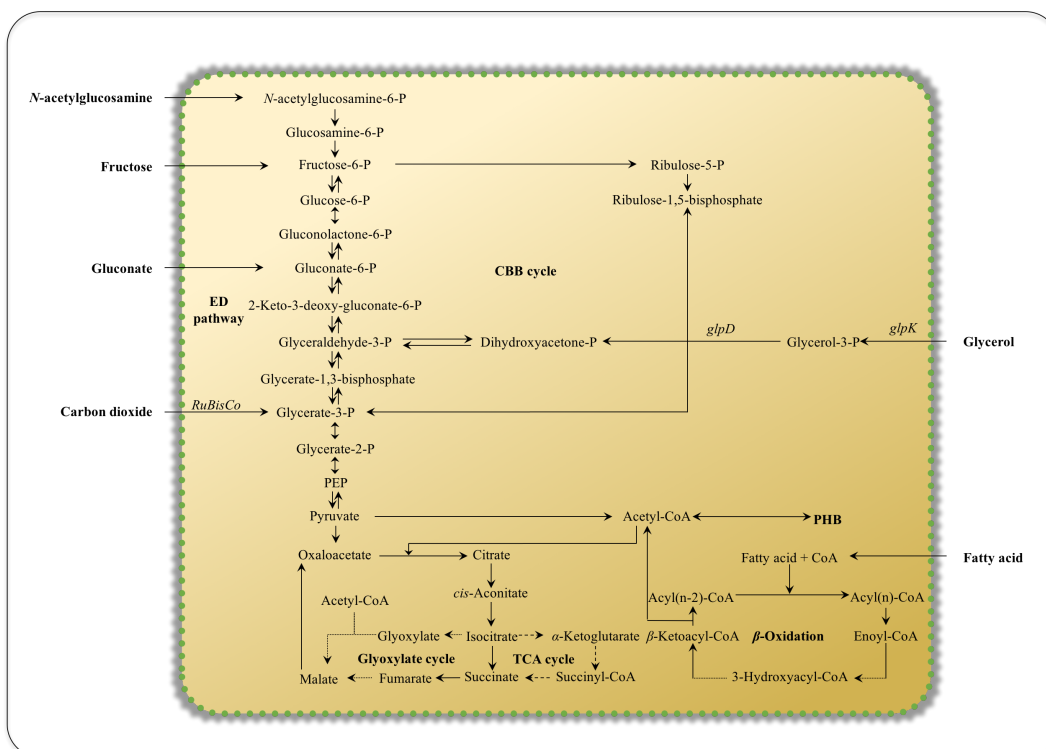 N-acetylglucosamine
N-acetylglucosamine-6-P
Glucosamine-6-P
Fructose
Fructose-6-P
Ribulose-5-P
Glucose-6-P
Ribulose-1,5-bisphosphate
Gluconolactone-6-P
Gluconate
Gluconate-6-P
CBB cycle
ED
pathway
2-Keto-3-deoxy-gluconate-6-P
glpD
glpK
Glyceraldehyde-3-P
Dihydroxyacetone-P
Glycerol-3-P
Glycerol
Glycerate-1,3-bisphosphate
Carbon dioxide
RuBisCo
Glycerate-3-P
Glycerate-2-P
PEP
Pyruvate
Acetyl-CoA
PHB
Oxaloacetate
Citrate
Fatty acid + CoA
Fatty acid
cis-Aconitate
Acetyl-CoA
Acyl(n-2)-CoA
Acyl(n)-CoA
Glyoxylate
Isocitrate
α-Ketoglutarate
β-Ketoacyl-CoA
β-Oxidation
Enoyl-CoA
Glyoxylate cycle
TCA cycle
Malate
Fumarate
Succinate
Succinyl-CoA
3-Hydroxyacyl-CoA